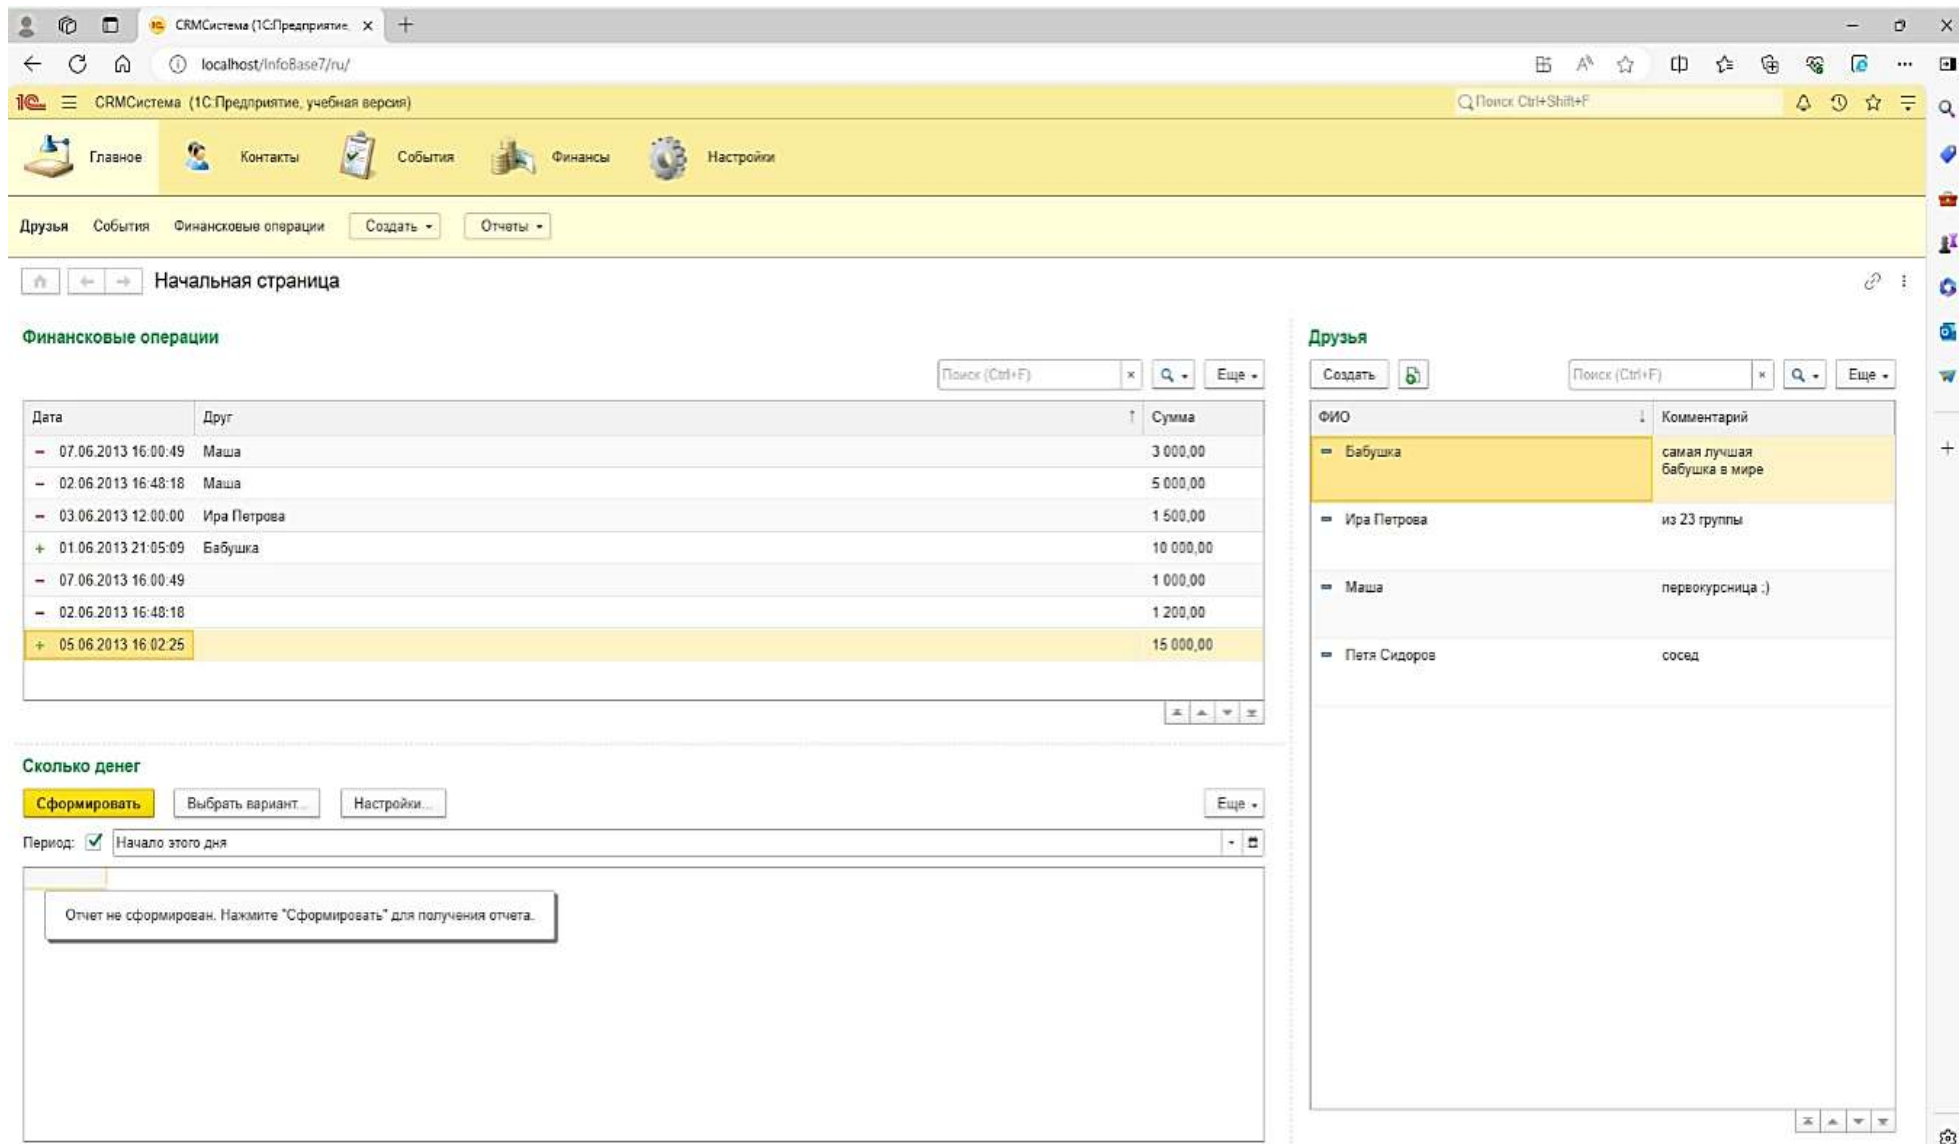 CRMСистема (1С:Предприятие,
localhost/InfoBase7/ru/
CRMСистема (1С:Предприятие, учебная версия)
Поиск Ctrl+Shift+F
Главное Контакты События Финансы Настройки
Друзья События Финансковые операции Создать Отчеты
Начальная страница
Финансковые операции
Поиск (Ctrl+F) × Еще
Дата Друг Сумма
07.06.2013 16:00:49 Маша 3 000,00
02.06.2013 16:48:18 Маша 5 000,00
03.06.2013 12:00:00 Ира Петрова 1 500,00
01.06.2013 21:05:09 Бабушка 10 000,00
07.06.2013 16:00:49 1 000,00
02.06.2013 16:48:18 1 200,00
05.06.2013 16:02:25 15 000,00
Сколько денег
Сформировать Выбрать вариант... Настройки... Еще
Период: Начало этого дня
Отчет не сформирован. Нажмите "Сформировать" для получения отчета.
Друзья
Создать Поиск (Ctrl+F) × Еще
ФИО Комментарий
Бабушка самая лучшая
бабушка в мире
Ира Петрова из 23 группы
Маша первокурсница ;)
Петя Сидоров сосед